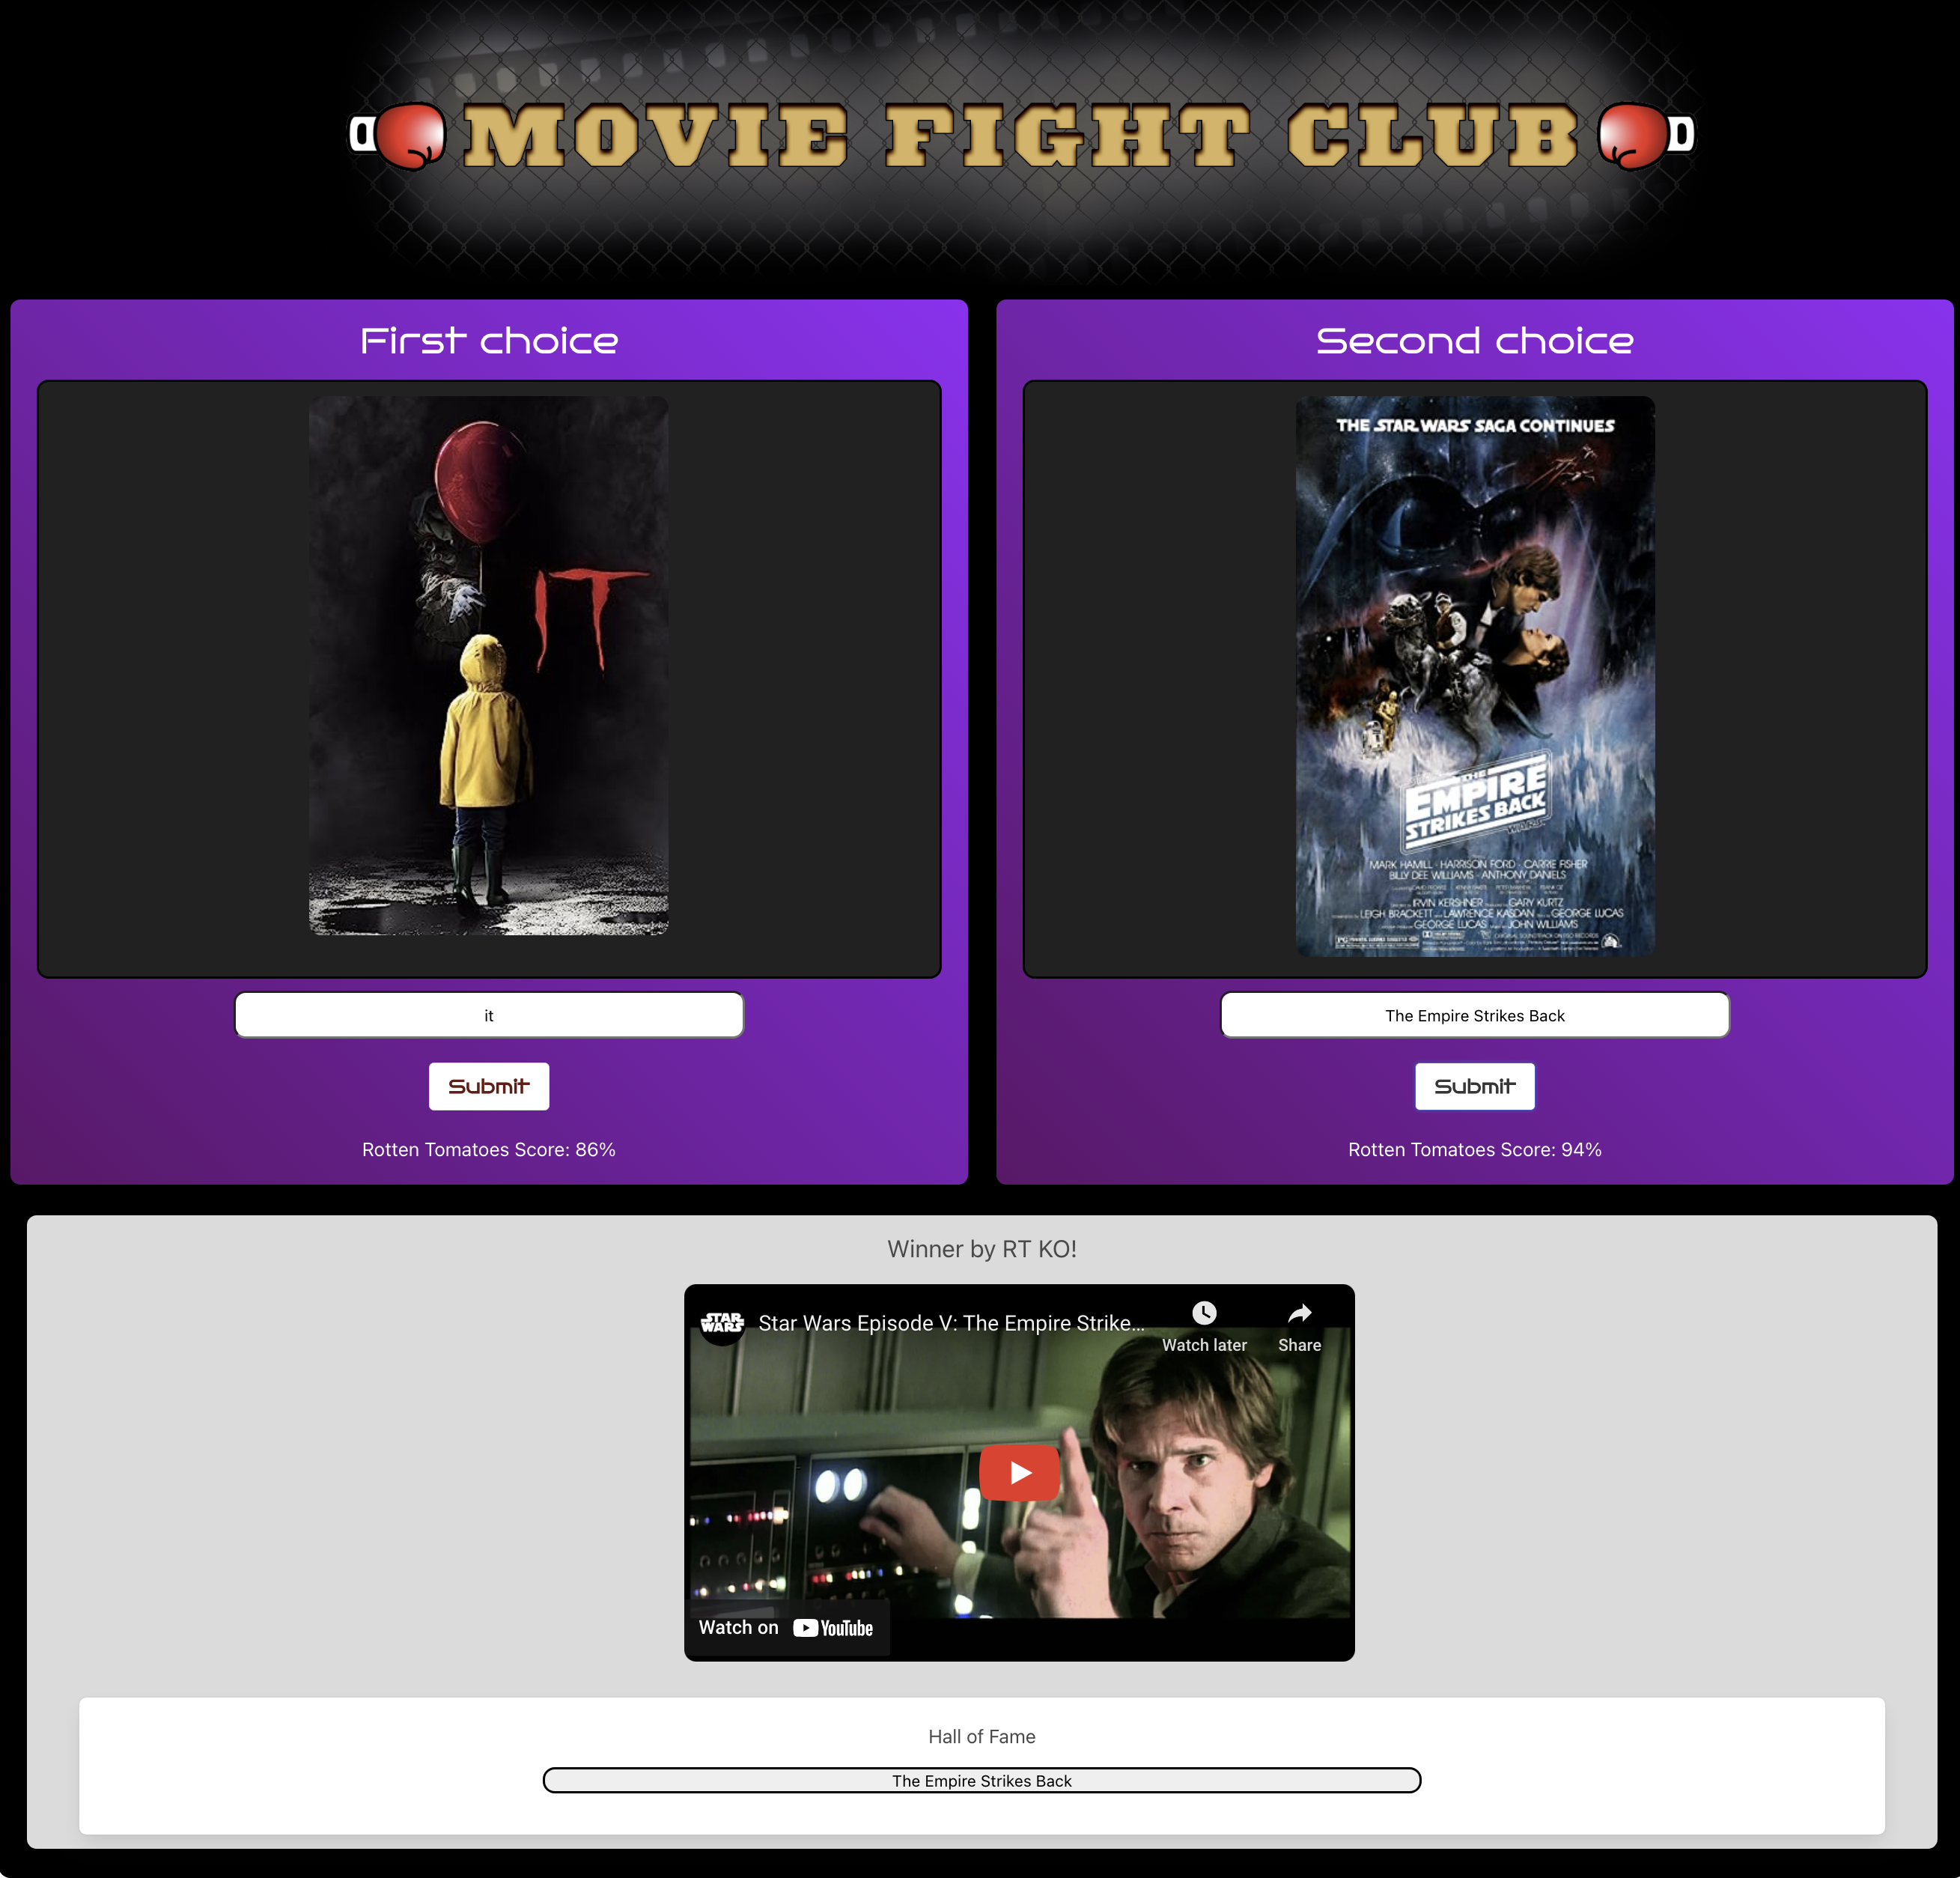 MOVIE FIGHT CLUB
First choice
IT
it
Submit
Rotten Tomatoes Score: 86%
Second choice
THE STAR WARS SAGA CONTINUES
THE
EMPIRE
STRIKES BACK
MARK HAMILL · HARRISON FORD · CARRIE FISHER
BILLY DEE WILLIAMS · ANTHONY DANIELS
IRVIN KERSHNER GARY KURTZ
LEIGH BRACKETT LAWRENCE KASDAN GEORGE LUCAS
GEORGE LUCAS JOHN WILLIAMS
PG
The Empire Strikes Back
Submit
Rotten Tomatoes Score: 94%
Winner by RT KO!
STAR WARS
Star Wars Episode V: The Empire Strike...
Watch later
Share
Watch on YouTube
Hall of Fame
The Empire Strikes Back